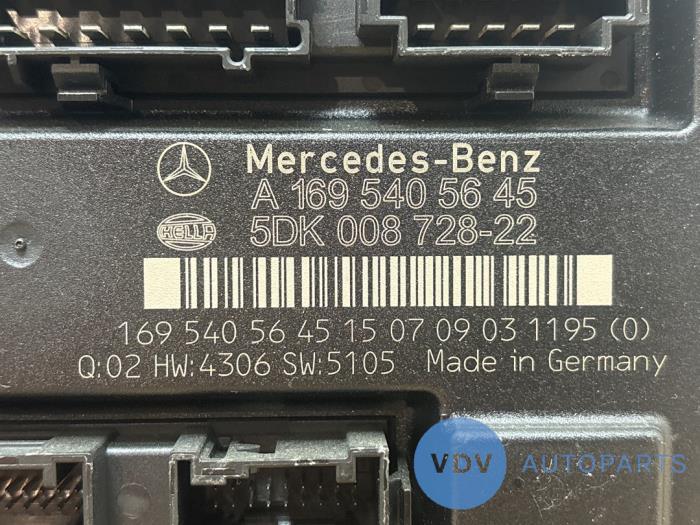 Mercedes-Benz
A 169 540 56 45
HELLA 5DK 008 728-22
169 540 56 45 15 07 09 03 1195 (0)
Q:02 HW:4306 SW:5105 Made in Germany
VDV AUTOPARTS